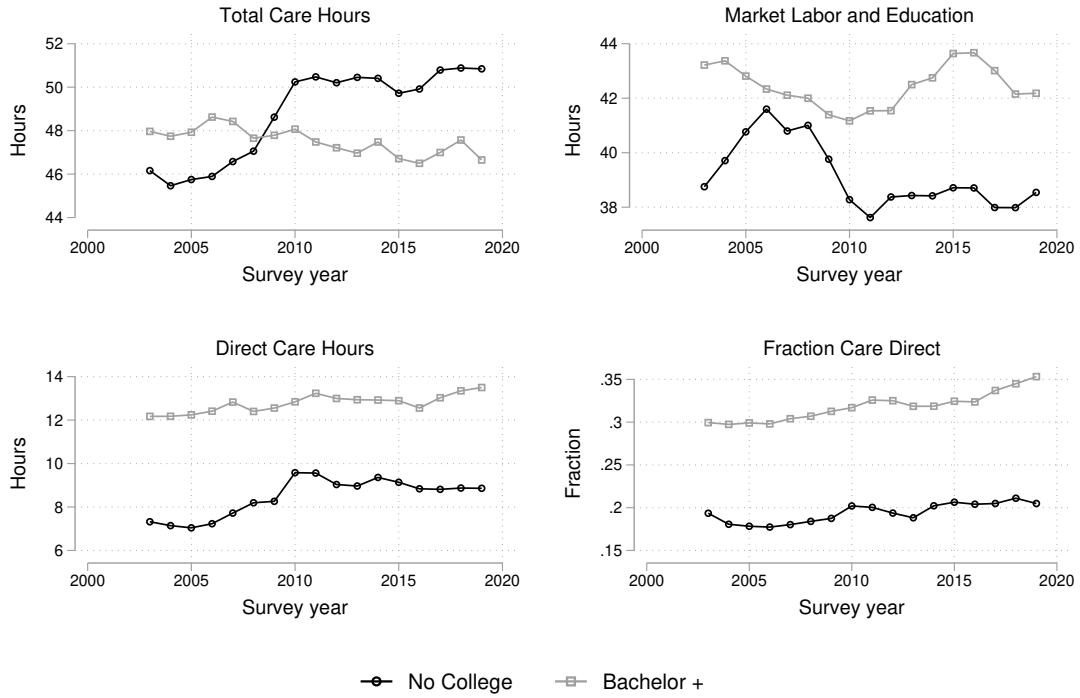 Total Care Hours
52
50
48
46
44
Hours
2000 2005 2010 2015 2020
Survey year
Market Labor and Education
44
42
40
38
Hours
2000 2005 2010 2015 2020
Survey year
Direct Care Hours
14
12
10
8
6
Hours
2000 2005 2010 2015 2020
Survey year
Fraction Care Direct
.35
.3
.25
.2
.15
Fraction
2000 2005 2010 2015 2020
Survey year
No College Bachelor +